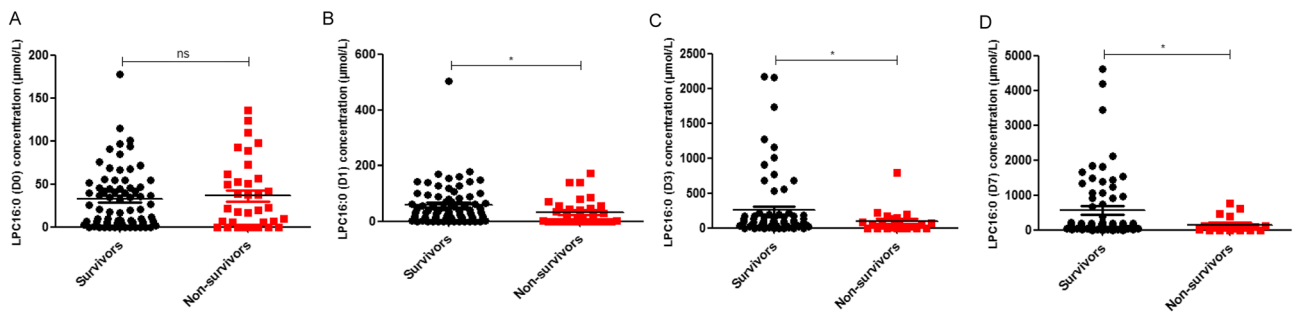 A
LPC16:0 (D0) concentration (μmol/L)
200
150
100
50
0
ns
Survivors
Non-survivors
B
LPC16:0 (D1) concentration (μmol/L)
600
400
200
0
*
Survivors
Non-survivors
C
LPC16:0 (D3) concentration (μmol/L)
2500
2000
1500
1000
500
0
*
Survivors
Non-survivors
D
LPC16:0 (D7) concentration (μmol/L)
5000
4000
3000
2000
1000
0
*
Survivors
Non-survivors